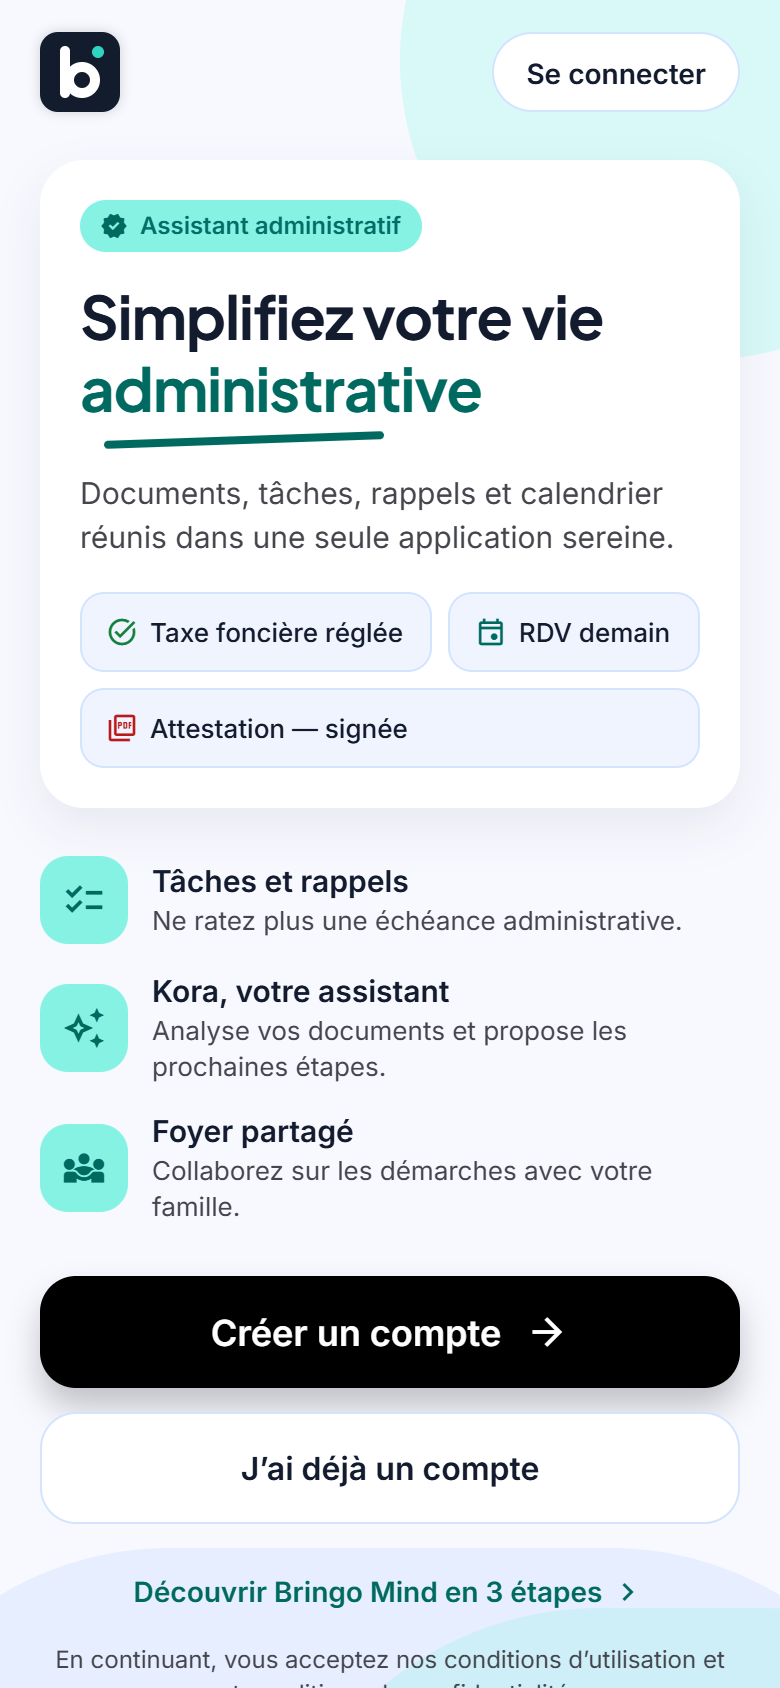 b
Se connecter
Assistant administratif
Simplifiez votre vie
administrative
Documents, tâches, rappels et calendrier
réunis dans une seule application sereine.
Taxe foncière réglée
RDV demain
PDF
Attestation — signée
Tâches et rappels
Ne ratez plus une échéance administrative.
Kora, votre assistant
Analyse vos documents et propose les
prochaines étapes.
Foyer partagé
Collaborez sur les démarches avec votre
famille.
Créer un compte
J’ai déjà un compte
Découvrir Bringo Mind en 3 étapes
En continuant, vous acceptez nos conditions d’utilisation et